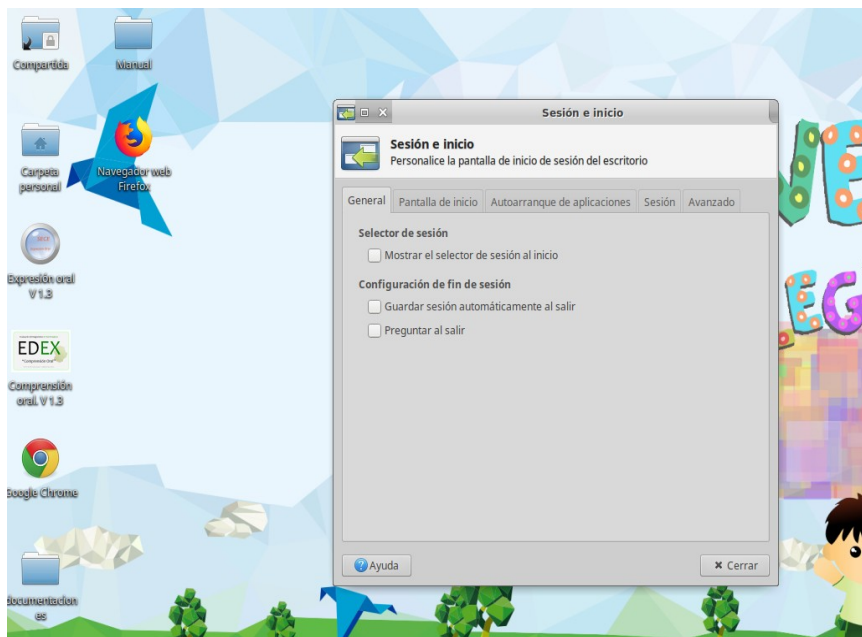 Compartida
Manual
Carpeta
personal
Navegador web
Firefox
Expresión oral
V 1.3
EDEX
Comprensión
oral. V 1.3
Google Chrome
documentacion
es
Sesión e inicio
Sesión e inicio
Personalice la pantalla de inicio de sesión del escritorio
General
Pantalla de inicio
Autoarranque de aplicaciones
Sesión
Avanzado
Selector de sesión
Mostrar el selector de sesión al inicio
Configuración de fin de sesión
Guardar sesión automáticamente al salir
Preguntar al salir
Ayuda
Cerrar
VE
EG